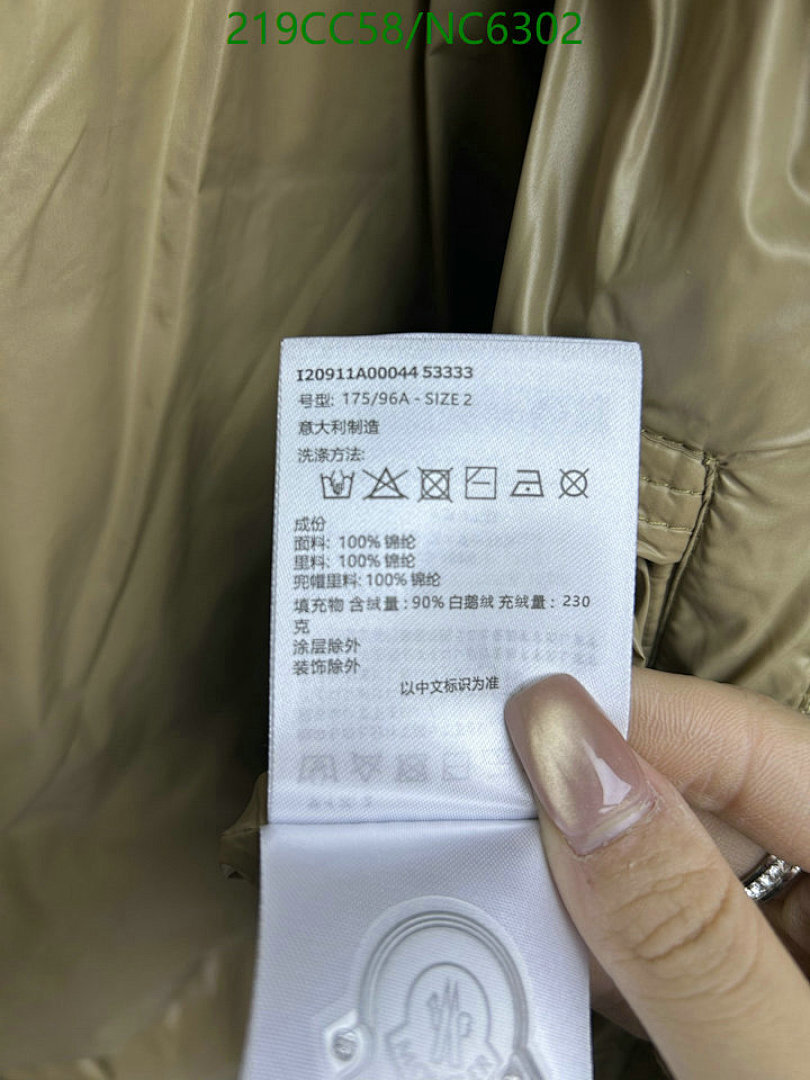 219CC58/NC6302
I20911A00044 53333
号型: 175/96A - SIZE 2
意大利制造
洗涤方法:
成份
面料: 100% 锦纶
里料: 100% 锦纶
兜帽里料: 100% 锦纶
填充物 含绒量: 90% 白鹅绒 充绒量: 230
克
涂层除外
装饰除外
以中文标识为准